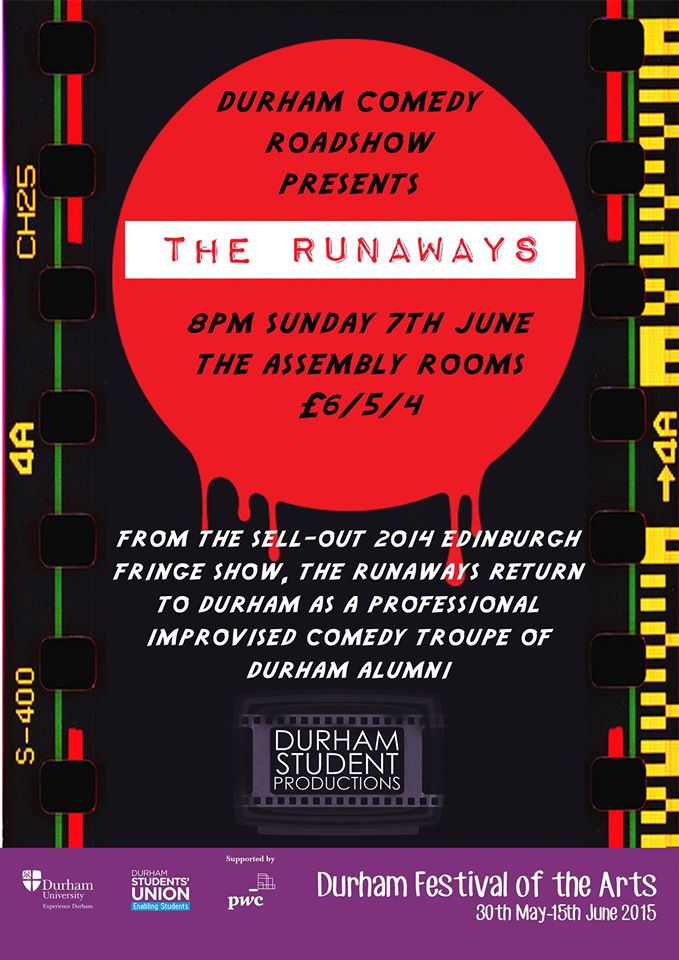 DURHAM COMEDY
ROADSHOW
PRESENTS
THE RUNAWAYS
8PM SUNDAY 7TH JUNE
THE ASSEMBLY ROOMS
£6/5/4
FROM THE SELL-OUT 2014 EDINBURGH
FRINGE SHOW, THE RUNAWAYS RETURN
TO DURHAM AS A PROFESSIONAL
IMPROVISED COMEDY TROUPE OF
DURHAM ALUMNI
CH25
4A
S-400
→4A
DURHAM
STUDENT
PRODUCTIONS
Durham
University
Experience Durham
DURHAM
STUDENTS'
UNION
Enabling Students
Supported by
pwc
Durham Festival of the Arts
30th May-15th June 2015